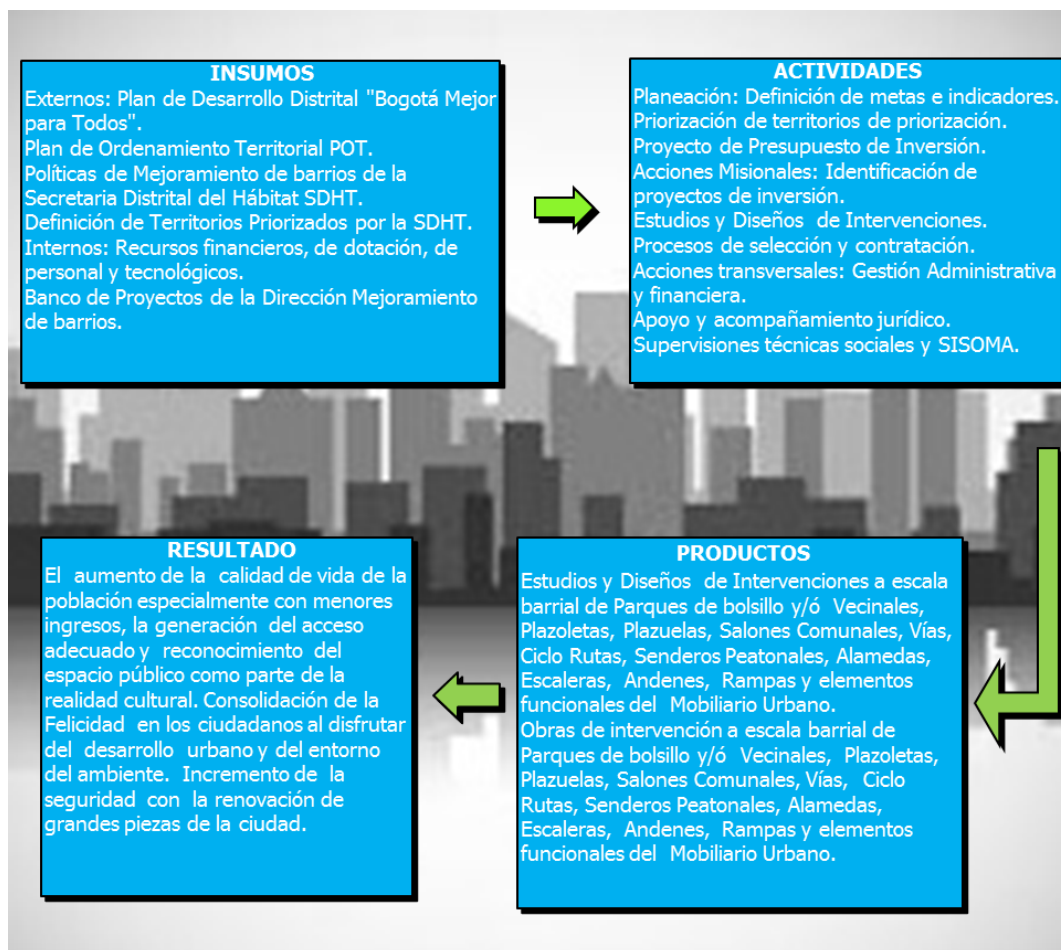 INSUMOS
Externos: Plan de Desarrollo Distrital "Bogotá Mejor
para Todos".
Plan de Ordenamiento Territorial POT.
Políticas de Mejoramiento de barrios de la
Secretaria Distrital del Hábitat SDHT.
Definición de Territorios Priorizados por la SDHT.
Internos: Recursos financieros, de dotación, de
personal y tecnológicos.
Banco de Proyectos de la Dirección Mejoramiento
de barrios.
ACTIVIDADES
Planeación: Definición de metas e indicadores.
Priorización de territorios de priorización.
Proyecto de Presupuesto de Inversión.
Acciones Misionales: Identificación de
proyectos de inversión.
Estudios y Diseños de Intervenciones.
Procesos de selección y contratación.
Acciones transversales: Gestión Administrativa
y financiera.
Apoyo y acompañamiento jurídico.
Supervisiones técnicas sociales y SISOMA.
RESULTADO
El aumento de la calidad de vida de la
población especialmente con menores
ingresos, la generación del acceso
adecuado y reconocimiento del
espacio público como parte de la
realidad cultural. Consolidación de la
Felicidad en los ciudadanos al disfrutar
del desarrollo urbano y del entorno
del ambiente. Incremento de la
seguridad con la renovación de
grandes piezas de la ciudad.
PRODUCTOS
Estudios y Diseños de Intervenciones a escala
barrial de Parques de bolsillo y/ó Vecinales,
Plazoletas, Plazuelas, Salones Comunales, Vías,
Ciclo Rutas, Senderos Peatonales, Alamedas,
Escaleras, Andenes, Rampas y elementos
funcionales del Mobiliario Urbano.
Obras de intervención a escala barrial de
Parques de bolsillo y/ó Vecinales, Plazoletas,
Plazuelas, Salones Comunales, Vías, Ciclo
Rutas, Senderos Peatonales, Alamedas,
Escaleras, Andenes, Rampas y elementos
funcionales del Mobiliario Urbano.